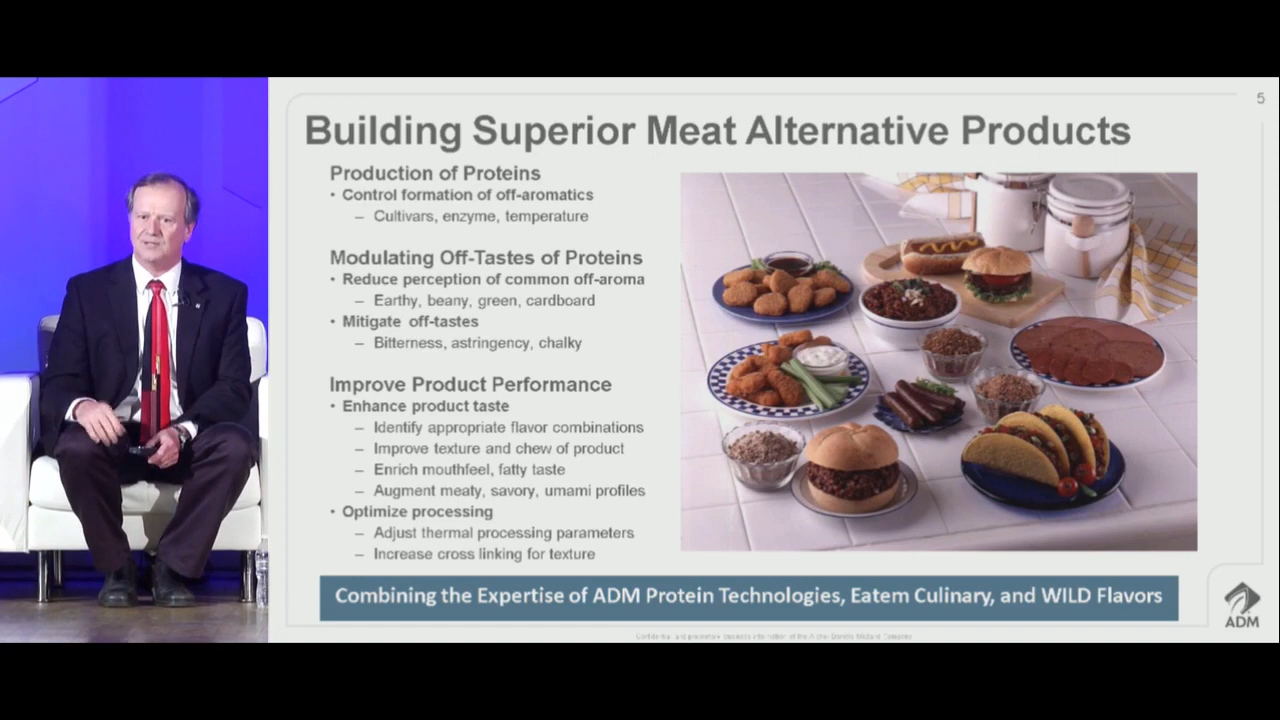 5
Building Superior Meat Alternative Products
Production of Proteins
• Control formation of off-aromatics
– Cultivars, enzyme, temperature
Modulating Off-Tastes of Proteins
• Reduce perception of common off-aroma
– Earthy, beany, green, cardboard
• Mitigate off-tastes
– Bitterness, astringency, chalky
Improve Product Performance
• Enhance product taste
– Identify appropriate flavor combinations
– Improve texture and chew of product
– Enrich mouthfeel, fatty taste
– Augment meaty, savory, umami profiles
• Optimize processing
– Adjust thermal processing parameters
– Increase cross linking for texture
Combining the Expertise of ADM Protein Technologies, Eatem Culinary, and WILD Flavors
ADM